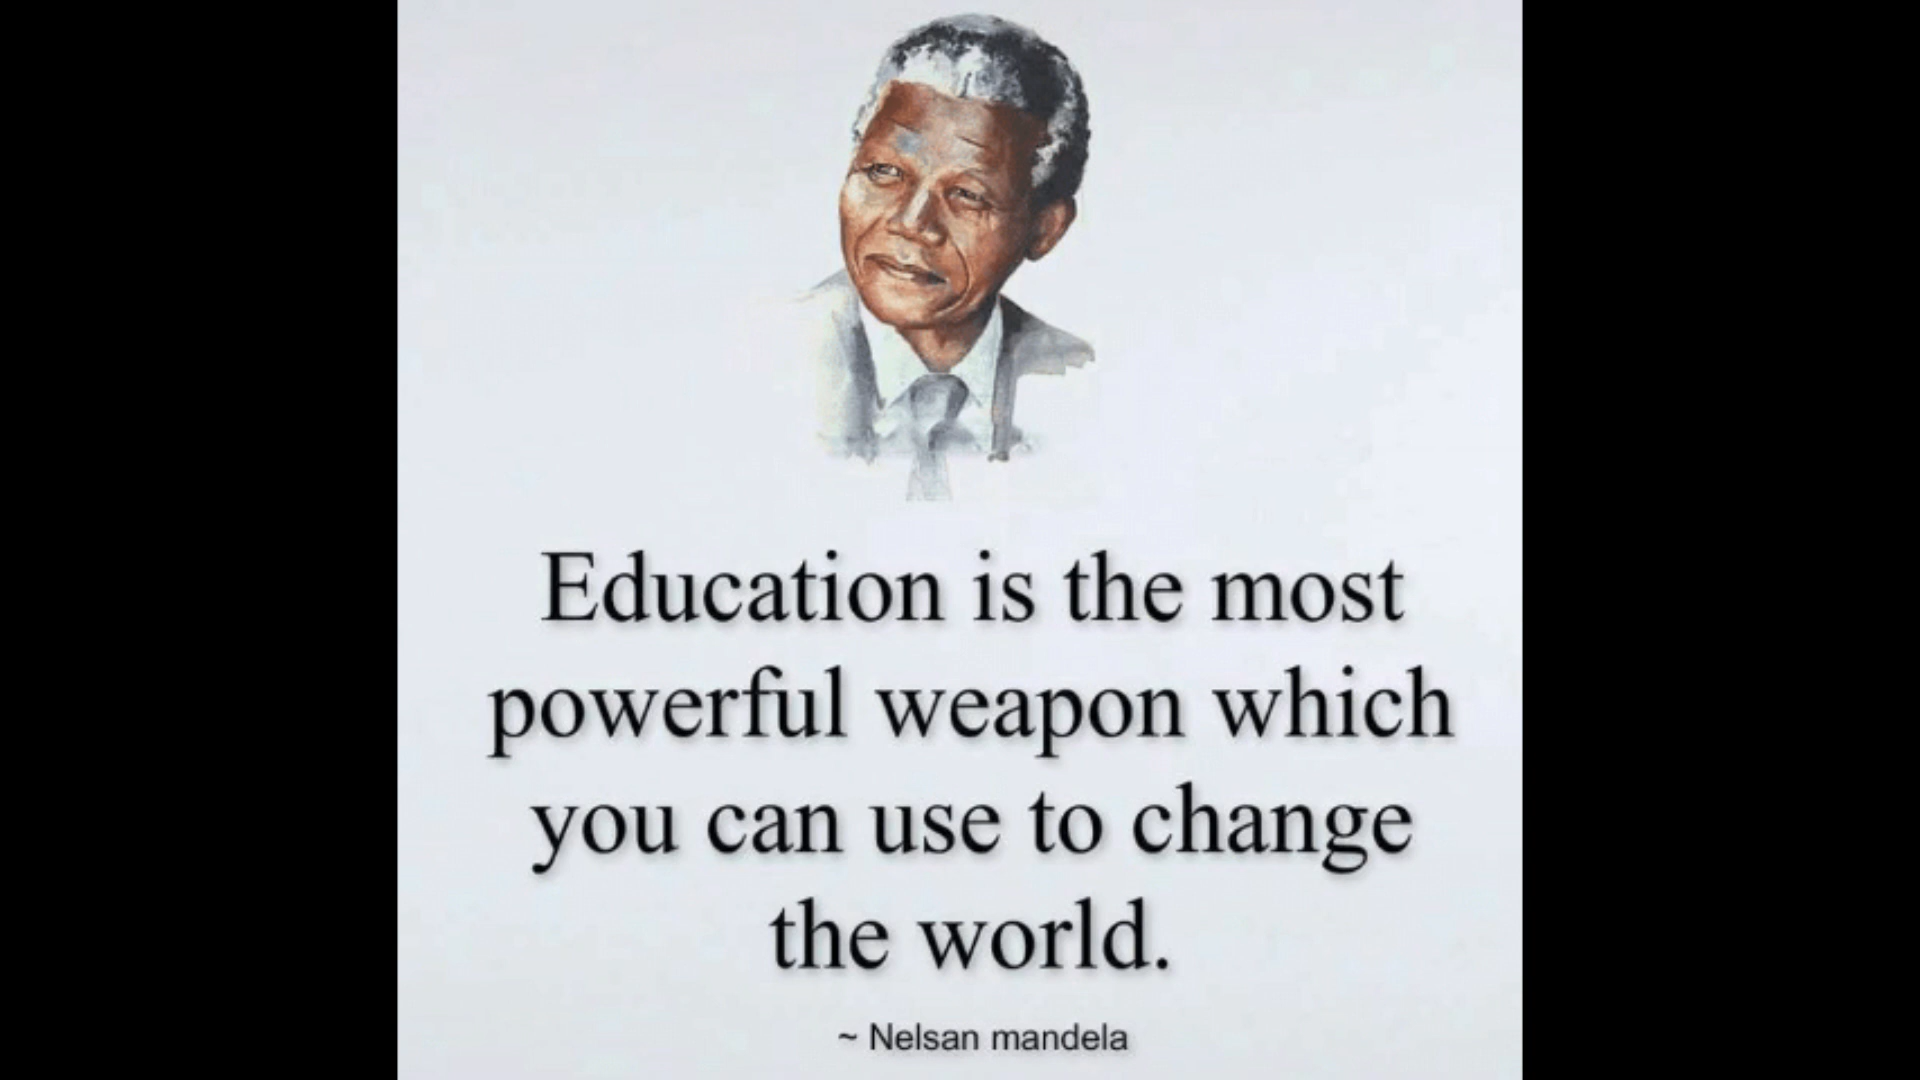 Education is the most
powerful weapon which
you can use to change
the world.
~ Nelsan mandela